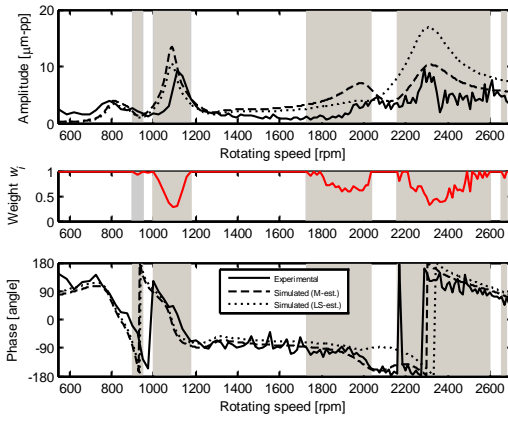 20
10
0
Amplitude [μm-pp]
600 800 1000 1200 1400 1600 1800 2000 2200 2400 2600
Rotating speed [rpm]
1
0.5
0
Weight wi
600 800 1000 1200 1400 1600 1800 2000 2200 2400 2600
180
90
0
-90
-180
Phase [angle]
Experimental
Simulated (M-est.)
Simulated (LS-est.)
600 800 1000 1200 1400 1600 1800 2000 2200 2400 2600
Rotating speed [rpm]